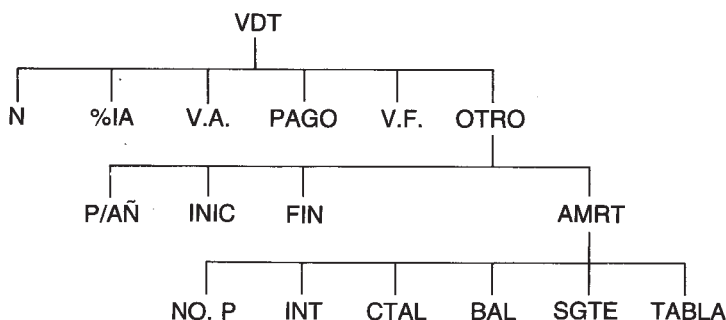 VDT
N %IA V.A. PAGO V.F. OTRO
P/AÑ INIC FIN AMRT
NO. P INT CTAL BAL SGTE TABLA